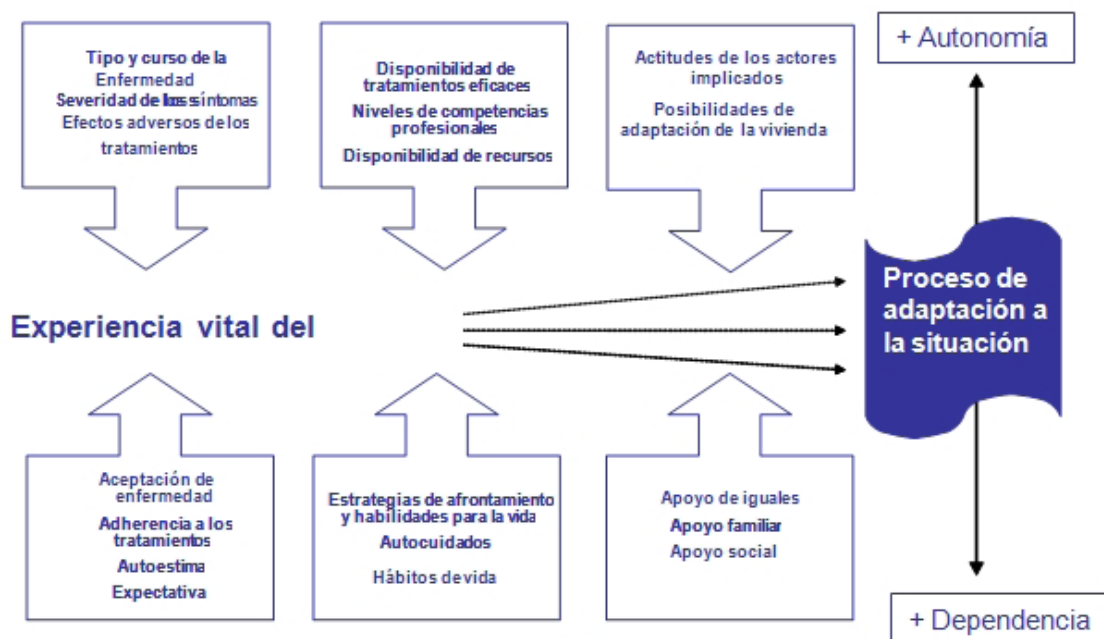 Tipo y curso de la
Enfermedad
Severidad de loss síntomas
Efectos adversos de los
tratamientos
Disponibilidad de
tratamientos eficaces
Niveles de competencias
profesionales
Disponibilidad de recursos
Actitudes de los actores
implicados
Posibilidades de
adaptación de la vivienda
+ Autonomía
Experiencia vital del
Proceso de
adaptación a
la situación
Aceptación de
enfermedad
Adherencia a los
tratamientos
Autoestima
Expectativa
Estrategias de afrontamiento
y habilidades para la vida
Autocuidados
Hábitos de vida
Apoyo de iguales
Apoyo familiar
Apoyo social
+ Dependencia